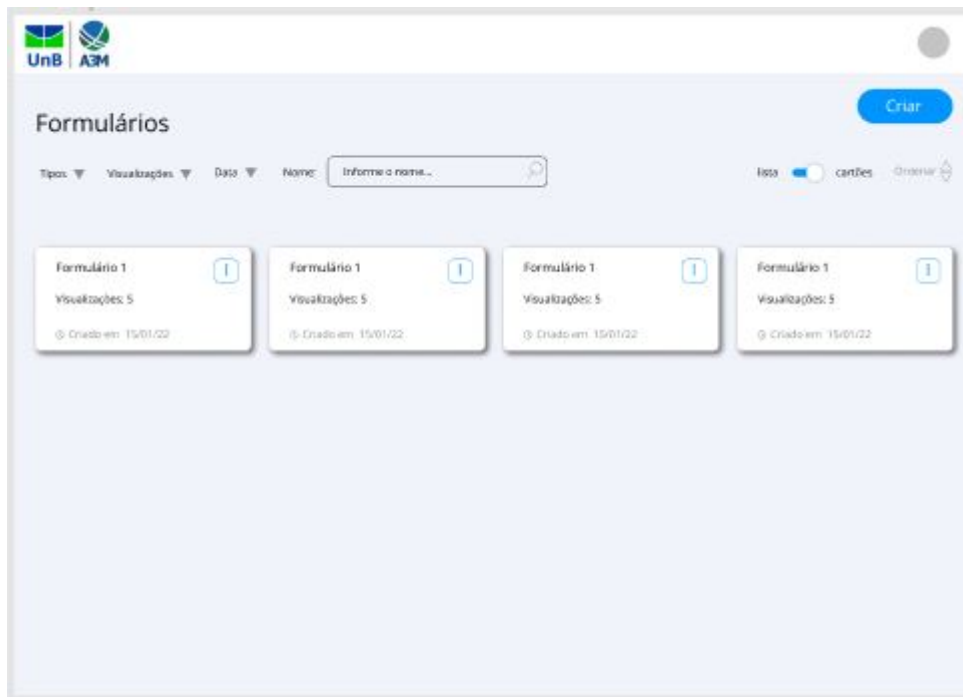 UnB A3M
Criar
Formulários
Tipos Visualizações Data Nome: Informe o nome... lista cartões Ordenar
Formulário 1 Formulário 1 Formulário 1 Formulário 1
Visualizações: 5 Visualizações: 5 Visualizações: 5 Visualizações: 5
Criado em 15/01/22 Criado em 15/01/22 Criado em 15/01/22 Criado em 15/01/22